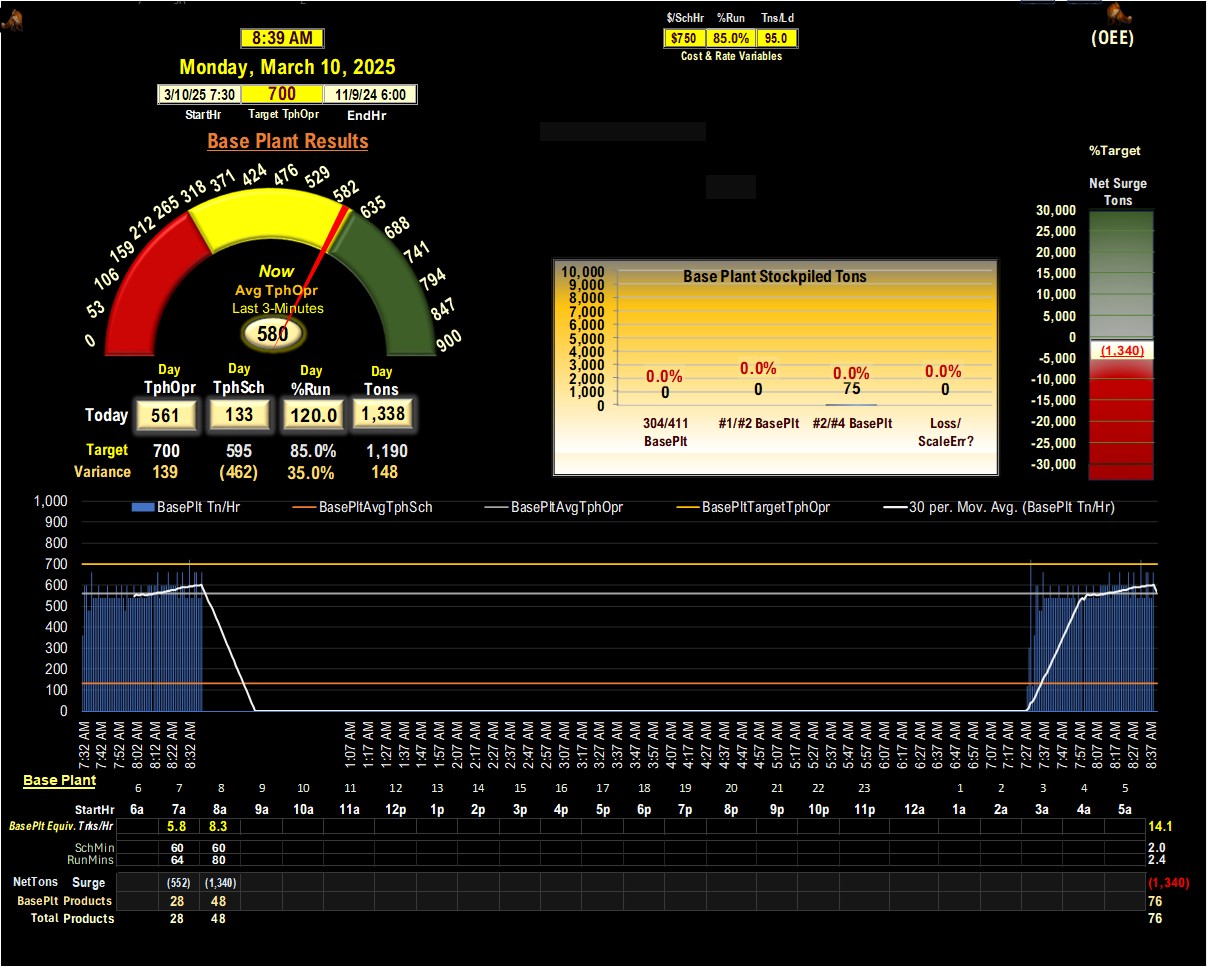 $/SchHr %Run Tns/Ld
$750 85.0% 95.0
Cost & Rate Variables
(OEE)
8:39 AM
Monday, March 10, 2025
3/10/25 7:30 700 11/9/24 6:00
StartHr Target TphOpr EndHr
Base Plant Results
0 53 106 159 212 265 318 371 424 476 529 582 635 688 741 794 847 900
Now
Avg TphOpr
Last 3-Minutes
580
Day Day Day Day
TphOpr TphSch %Run Tons
Today 561 133 120.0 1,338
Target 700 595 85.0% 1,190
Variance 139 (462) 35.0% 148
Base Plant Stockpiled Tons
10,000
9,000
8,000
7,000
6,000
5,000
4,000
3,000
2,000
1,000
0
0.0% 0.0% 0.0% 0.0%
0 0 75 0
304/411 BasePlt
#1/#2 BasePlt
#2/#4 BasePlt
Loss/ ScaleErr?
%Target
Net Surge
Tons
30,000
25,000
20,000
15,000
10,000
5,000
0
(1,340)
-5,000
-10,000
-15,000
-20,000
-25,000
-30,000
BasePlt Tn/Hr BasePltAvgTphSch BasePltAvgTphOpr BasePltTargetTphOpr 30 per. Mov. Avg. (BasePlt Tn/Hr)
1,000
900
800
700
600
500
400
300
200
100
0
7:32 AM 7:42 AM 7:52 AM 8:02 AM 8:12 AM 8:22 AM 8:32 AM 1:07 AM 1:17 AM 1:27 AM 1:37 AM 1:47 AM 1:57 AM 2:07 AM 2:17 AM 2:27 AM 2:37 AM 2:47 AM 2:57 AM 3:07 AM 3:17 AM 3:27 AM 3:37 AM 3:47 AM 3:57 AM 4:07 AM 4:17 AM 4:27 AM 4:37 AM 4:47 AM 4:57 AM 5:07 AM 5:17 AM 5:27 AM 5:37 AM 5:47 AM 5:57 AM 6:07 AM 6:17 AM 6:27 AM 6:37 AM 6:47 AM 6:57 AM 7:07 AM 7:17 AM 7:27 AM 7:37 AM 7:47 AM 7:57 AM 8:07 AM 8:17 AM 8:27 AM 8:37 AM
Base Plant
6 7 8 9 10 11 12 13 14 15 16 17 18 19 20 21 22 23 1 2 3 4 5
StartHr 6a 7a 8a 9a 10a 11a 12p 1p 2p 3p 4p 5p 6p 7p 8p 9p 10p 11p 12a 1a 2a 3a 4a 5a
BasePlt Equiv. Trks/Hr 5.8 8.3 14.1
SchMin 60 60 2.0
RunMins 64 80 2.4
NetTons Surge (552) (1,340) (1,340)
BasePlt Products 28 48 76
Total Products 28 48 76